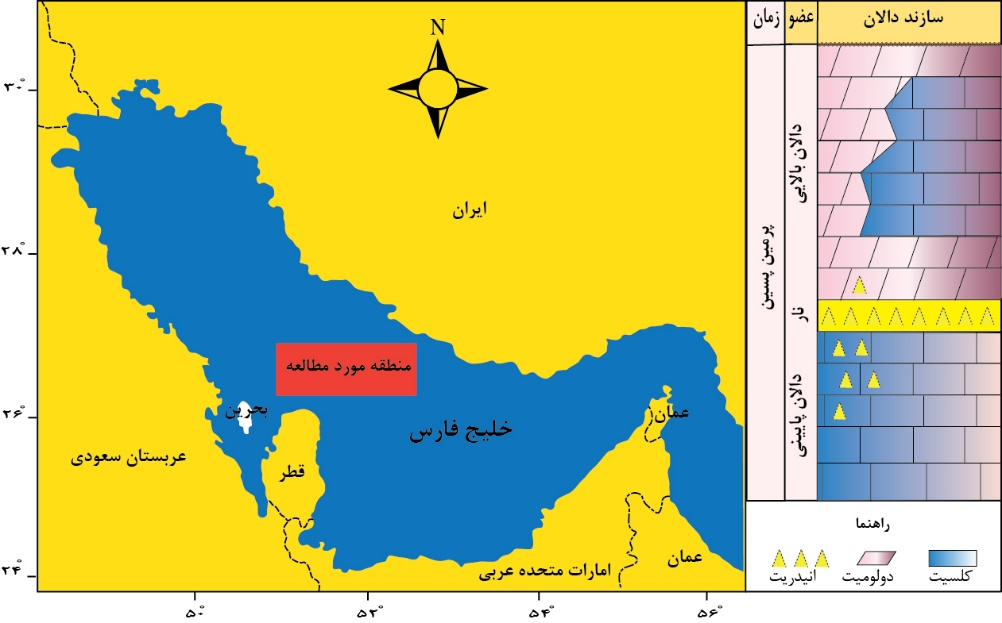 N
۳۰°
۲۸°
۲۶°
۲۴°
۵۰°
۵۲°
۵۴°
۵۶°
ایران
منطقه مورد مطالعه
بحرین
خلیج فارس
عمان
عربستان سعودی
قطر
امارات متحده عربی
عمان
سازند دالان
عضو
زمان
دالان بالایی
پرمین پسین
نار
دالان پایینی
راهنما
کلسیت
دولومیت
انیدریت